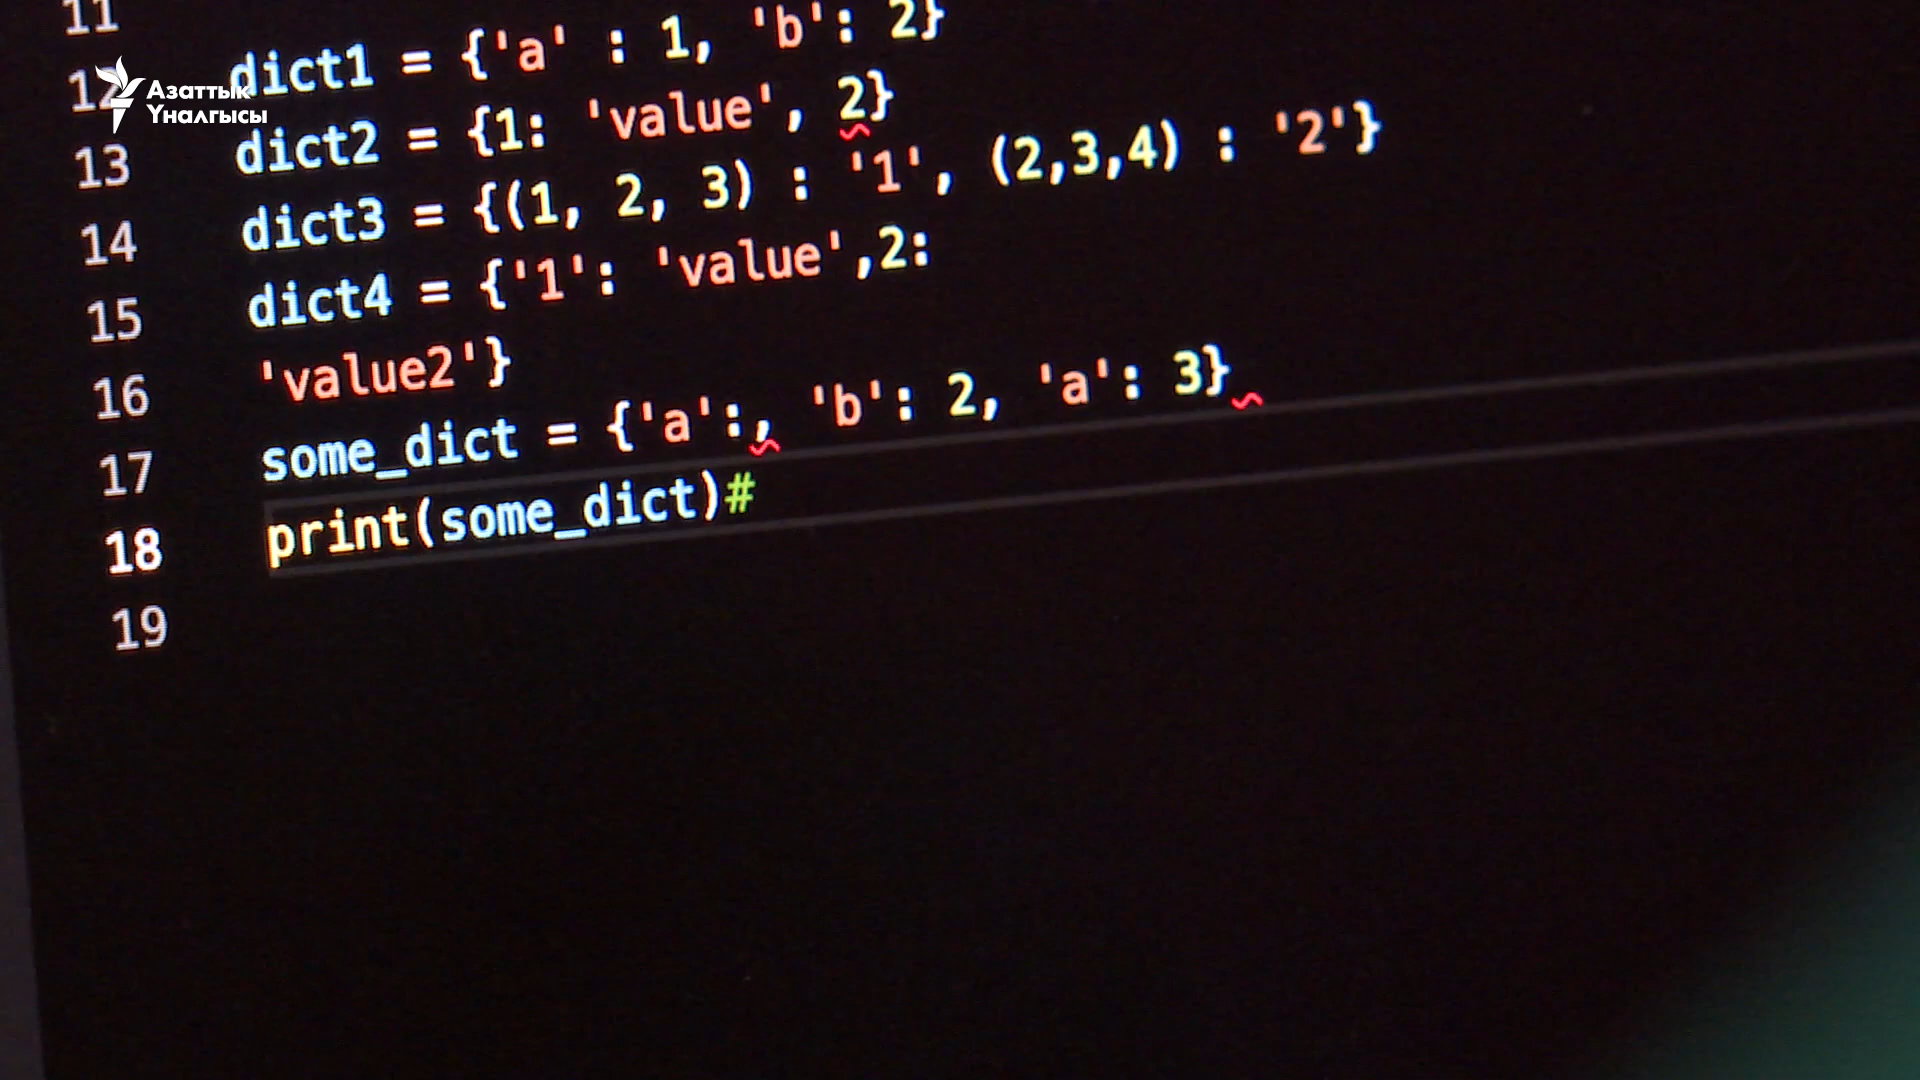 11
12 dict1 = {'a' : 1, 'b': 2}
13 dict2 = {1: 'value', 2}
14 dict3 = {(1, 2, 3) : '1', (2,3,4) : '2'}
15 dict4 = {'1': 'value',2:
16 'value2'}
17 some_dict = {'a':, 'b': 2, 'a': 3}
18 print(some_dict)#
19
Азаттык
Үналгысы